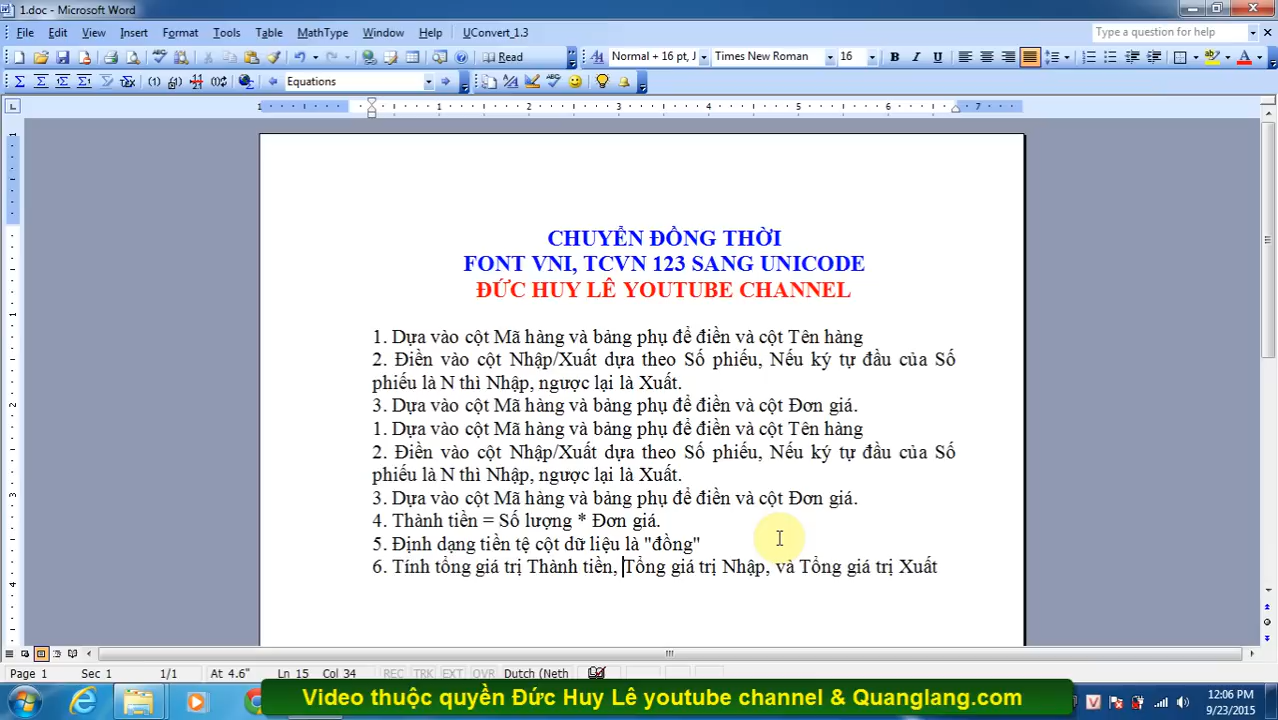 1.doc - Microsoft Word
File Edit View Insert Format Tools Table MathType Window Help UConvert_1.3
Type a question for help
Read
Normal + 16 pt, J
Times New Roman
16
B I U
Equations
1 1 2 3 4 5 6 7
CHUYỂN ĐỒNG THỜI
FONT VNI, TCVN 123 SANG UNICODE
ĐỨC HUY LÊ YOUTUBE CHANNEL
1. Dựa vào cột Mã hàng và bảng phụ để điền và cột Tên hàng
2. Điền vào cột Nhập/Xuất dựa theo Số phiếu, Nếu ký tự đầu của Số
phiếu là N thì Nhập, ngược lại là Xuất.
3. Dựa vào cột Mã hàng và bảng phụ để điền và cột Đơn giá.
1. Dựa vào cột Mã hàng và bảng phụ để điền và cột Tên hàng
2. Điền vào cột Nhập/Xuất dựa theo Số phiếu, Nếu ký tự đầu của Số
phiếu là N thì Nhập, ngược lại là Xuất.
3. Dựa vào cột Mã hàng và bảng phụ để điền và cột Đơn giá.
4. Thành tiền = Số lượng * Đơn giá.
5. Định dạng tiền tệ cột dữ liệu là "đồng"
6. Tính tổng giá trị Thành tiền, Tổng giá trị Nhập, và Tổng giá trị Xuất
Page 1 Sec 1 1/1 At 4.6" Ln 15 Col 34 REC TRK EXT OVR Dutch (Neth
Video thuộc quyền Đức Huy Lê youtube channel & Quanglang.com
12:06 PM
9/23/2015